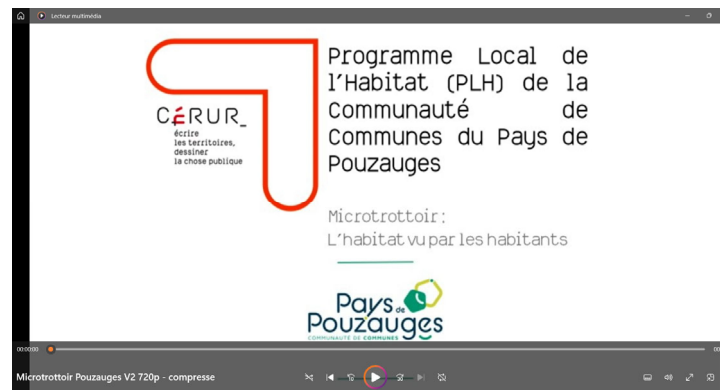 Lecteur multimédia
Programme Local de
l'Habitat (PLH) de la
Communauté de
Communes du Pays de
Pouzauges
CÉRUR_
écrire
les territoires,
dessiner
la chose publique
Microtrottoir :
L'habitat vu par les habitants
Pays de
Pouzauges
COMMUNAUTÉ DE COMMUNES
00:00:00
Microtrottoir Pouzauges V2 720p - compresse